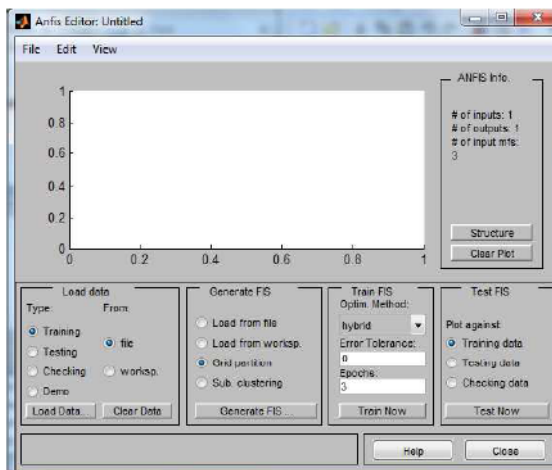 Anfis Editor: Untitled
File Edit View
ANFIS Info.
# of inputs: 1
# of outputs: 1
# of input mfs:
3
Structure
Clear Plot
1
0.8
0.6
0.4
0.2
0
0 0.2 0.4 0.6 0.8 1
Load data
Type: From:
Training
Testing
Checking
Demo
file
worksp.
Load Data... Clear Data
Generate FIS
Load from file
Load from worksp.
Grid partition
Sub. clustering
Generate FIS ...
Train FIS
Optim. Method:
hybrid
Error Tolerance:
0
Epochs:
3
Train Now
Test FIS
Plot against:
Training data
Testing data
Checking data
Test Now
Help Close